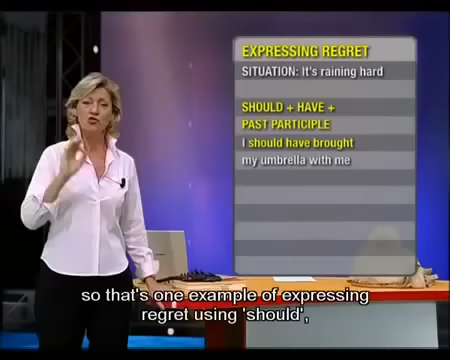 EXPRESSING REGRET
SITUATION: It's raining hard
SHOULD + HAVE +
PAST PARTICIPLE
I should have brought
my umbrella with me
so that's one example of expressing
regret using 'should',